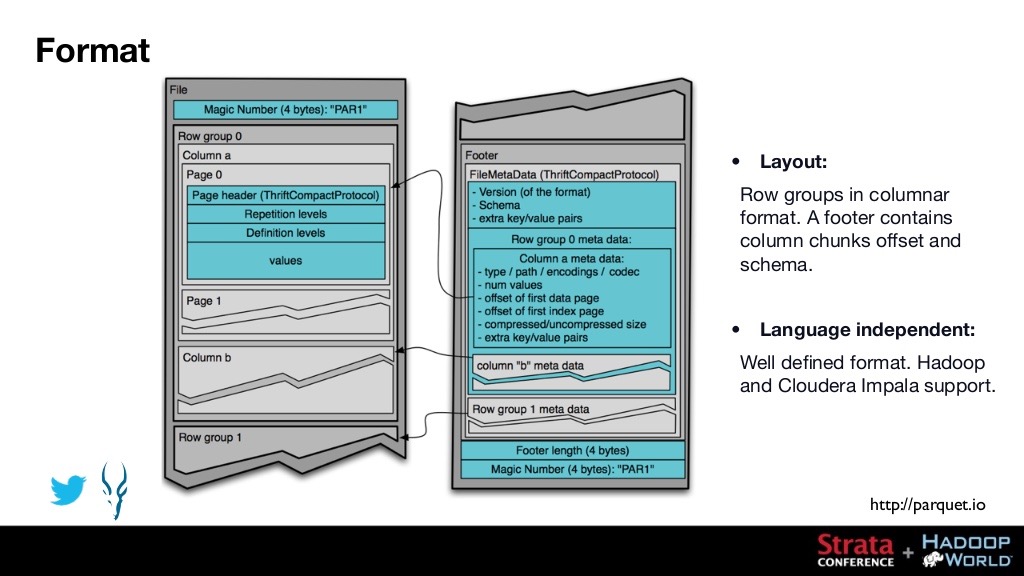 Format
File
Magic Number (4 bytes): "PAR1"
Row group 0
Column a
Page 0
Page header (ThriftCompactProtocol)
Repetition levels
Definition levels
values
Page 1
Column b
Row group 1
Footer
FileMetaData (ThriftCompactProtocol)
- Version (of the format)
- Schema
- extra key/value pairs
Row group 0 meta data:
Column a meta data:
- type / path / encodings / codec
- num values
- offset of first data page
- offset of first index page
- compressed/uncompressed size
- extra key/value pairs
column "b" meta data
Row group 1 meta data
Footer length (4 bytes)
Magic Number (4 bytes): "PAR1"
• Layout:
Row groups in columnar
format. A footer contains
column chunks offset and
schema.
• Language independent:
Well defined format. Hadoop
and Cloudera Impala support.
http://parquet.io
Strata
CONFERENCE
+
HADOOP
WORLD